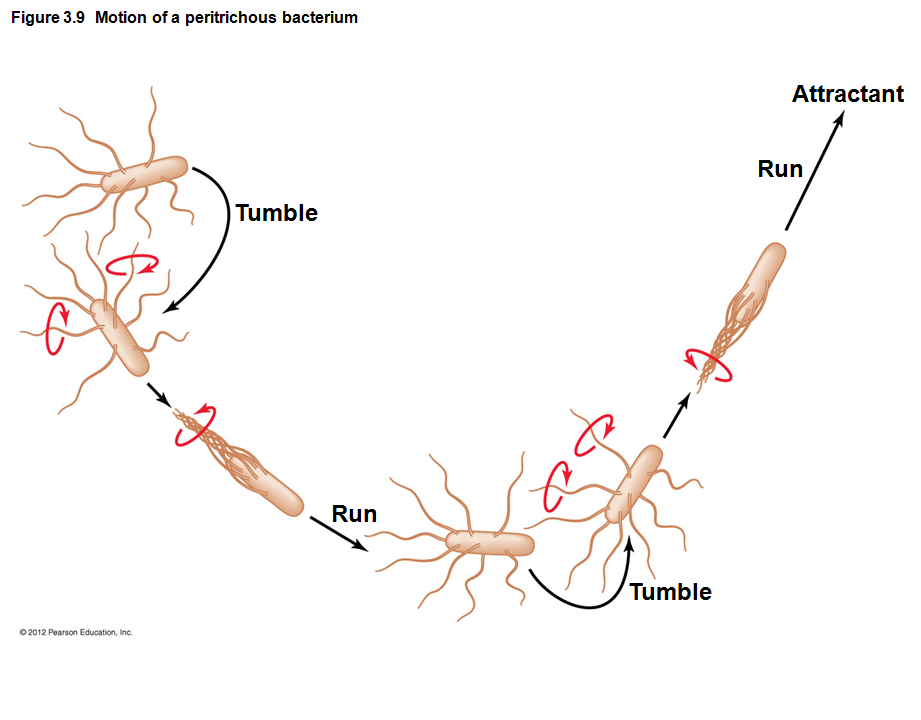 Figure 3.9 Motion of a peritrichous bacterium
Attractant
Run
Tumble
Run
Tumble
© 2012 Pearson Education, Inc.